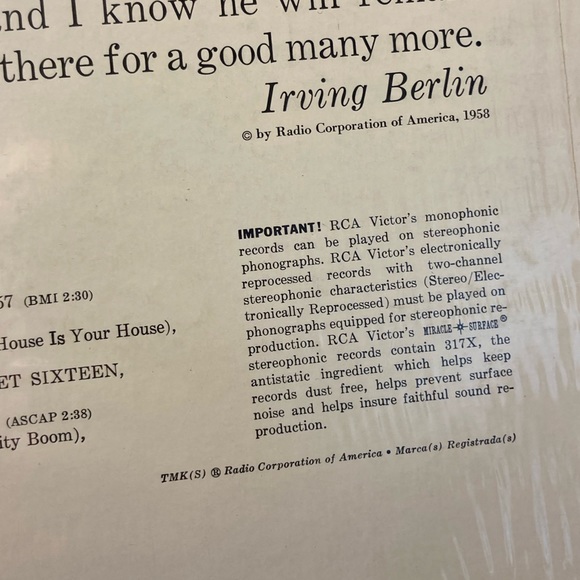 nd I know he will
there for a good many more.
Irving Berlin
© by Radio Corporation of America, 1958
IMPORTANT! RCA Victor's monophonic
records can be played on stereophonic
phonographs. RCA Victor's electronically
reprocessed records with two-channel
stereophonic characteristics (Stereo/Elec-
tronically Reprocessed) must be played on
phonographs equipped for stereophonic re-
production. RCA Victor's MIRACLE SURFACE®
stereophonic records contain 317X, the
antistatic ingredient which helps keep
records dust free, helps prevent surface
noise and helps insure faithful sound re-
production.
57 (BMI 2:30)
House Is Your House),
ET SIXTEEN,
(ASCAP 2:38)
ity Boom),
TMK(S) ® Radio Corporation of America • Marca(s) Registrada(s)